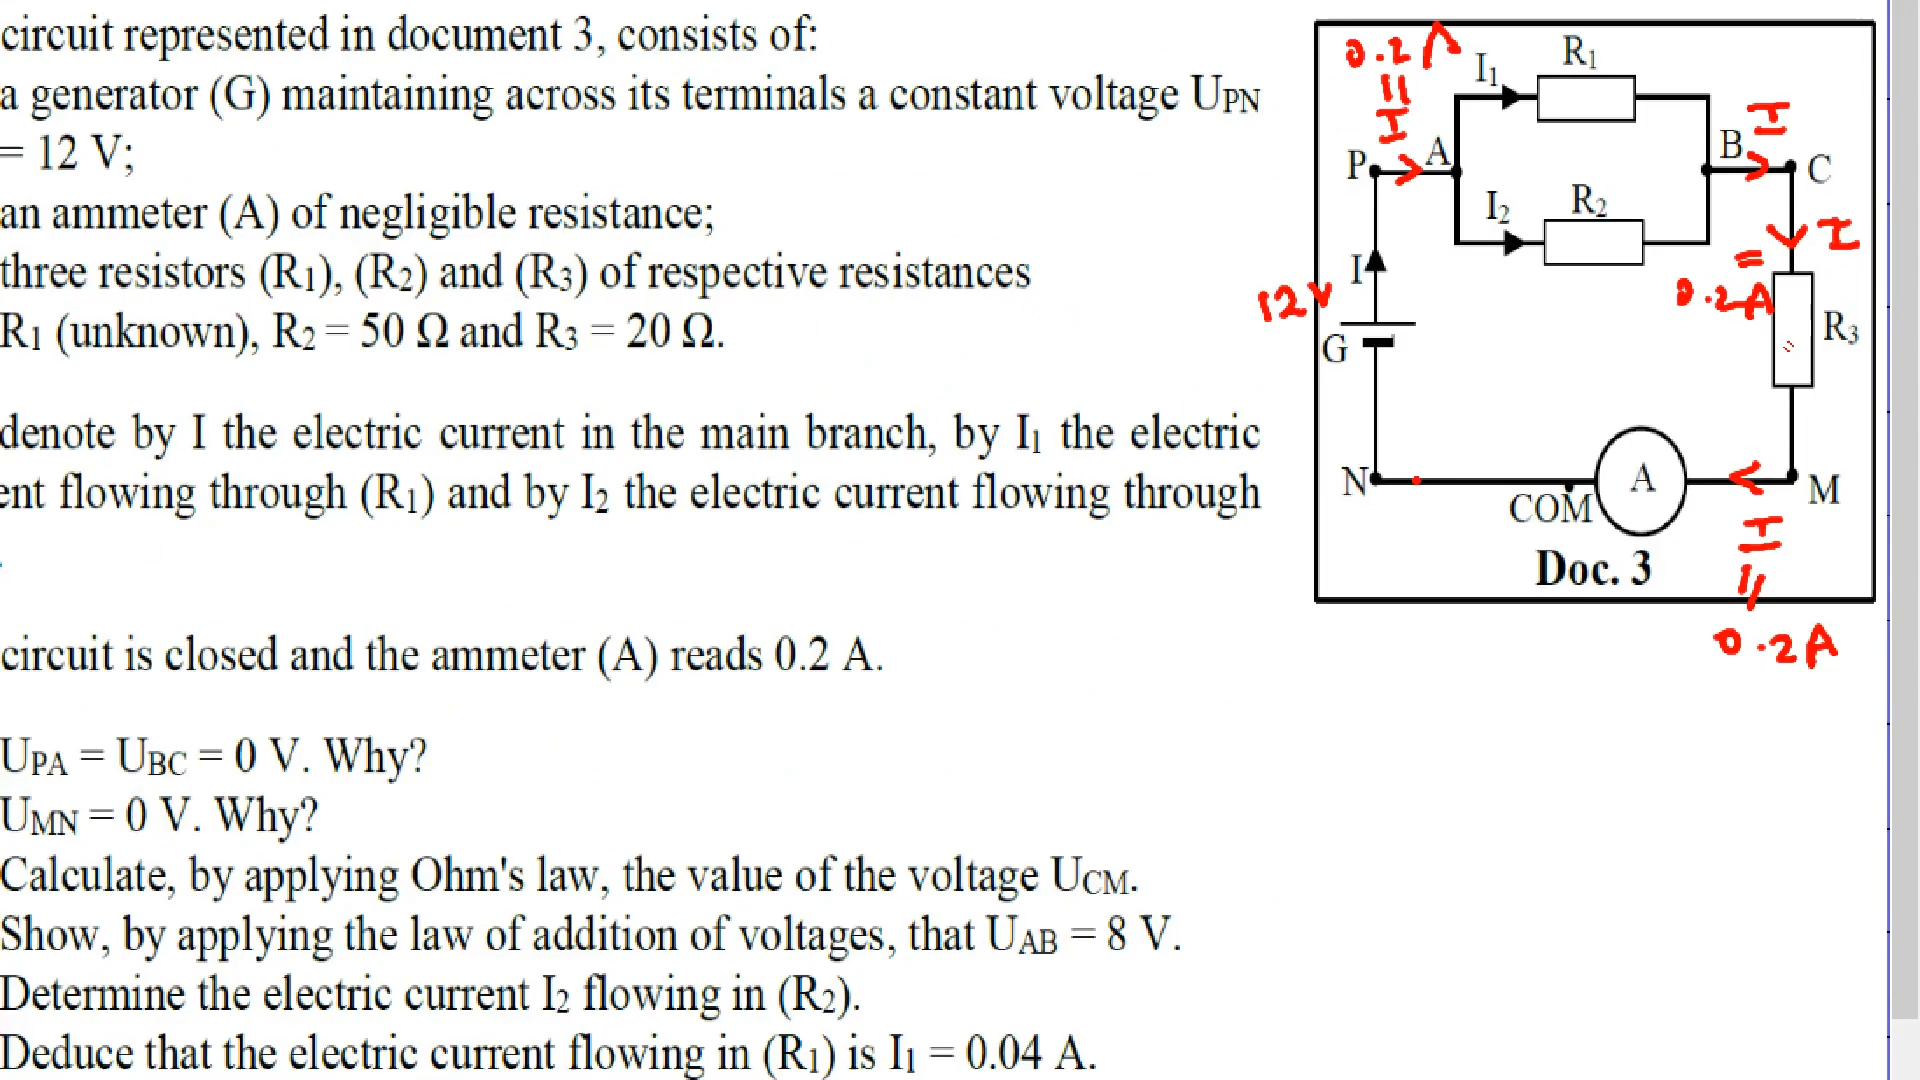 circuit represented in document 3, consists of:
a generator (G) maintaining across its terminals a constant voltage UPN
= 12 V;
an ammeter (A) of negligible resistance;
three resistors (R1), (R2) and (R3) of respective resistances
R1 (unknown), R2 = 50 Ω and R3 = 20 Ω.
denote by I the electric current in the main branch, by I1 the electric
ent flowing through (R1) and by I2 the electric current flowing through
circuit is closed and the ammeter (A) reads 0.2 A.
UPA = UBC = 0 V. Why?
UMN = 0 V. Why?
Calculate, by applying Ohm's law, the value of the voltage UCM.
Show, by applying the law of addition of voltages, that UAB = 8 V.
Determine the electric current I2 flowing in (R2).
Deduce that the electric current flowing in (R1) is I1 = 0.04 A.
0.2 A
=
I
I1
R1
P
A
B
I
C
I2
R2
I
I
=
0.2A
12V
G
R3
N
COM
A
M
I
=
0.2A
Doc. 3